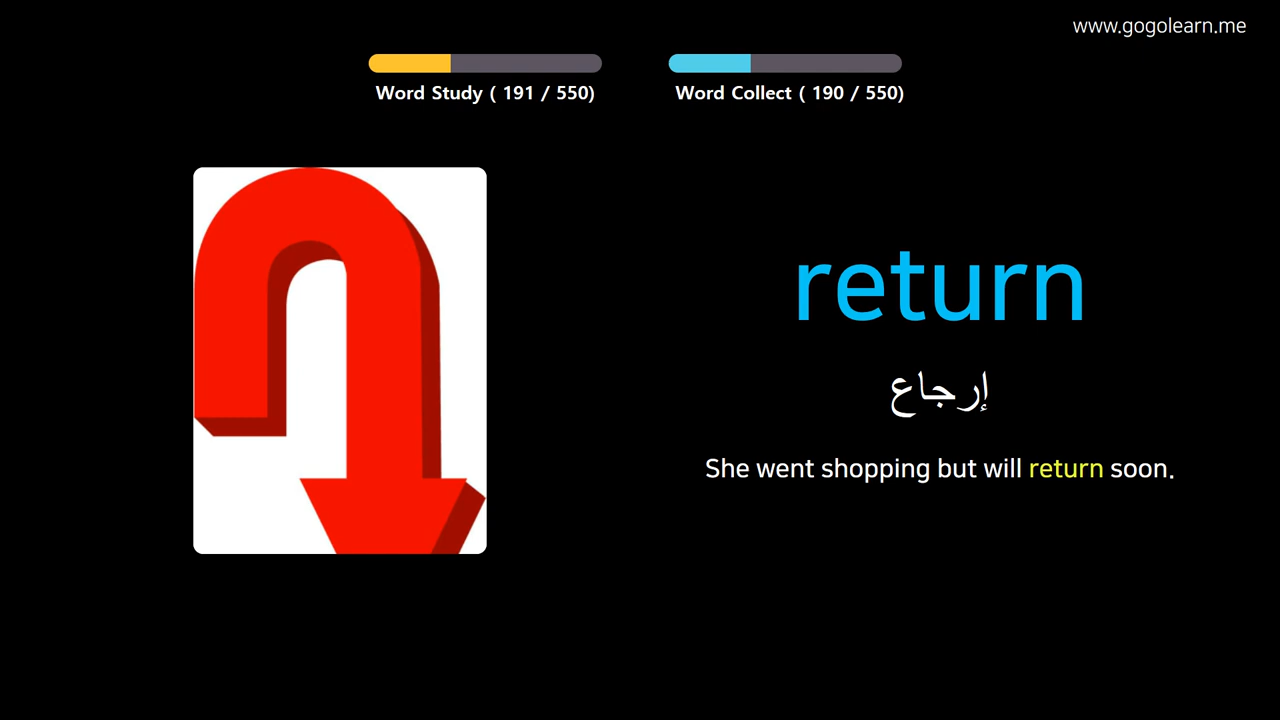 www.gogolearn.me
Word Study ( 191 / 550)
Word Collect ( 190 / 550)
return
إرجاع
She went shopping but will return soon.